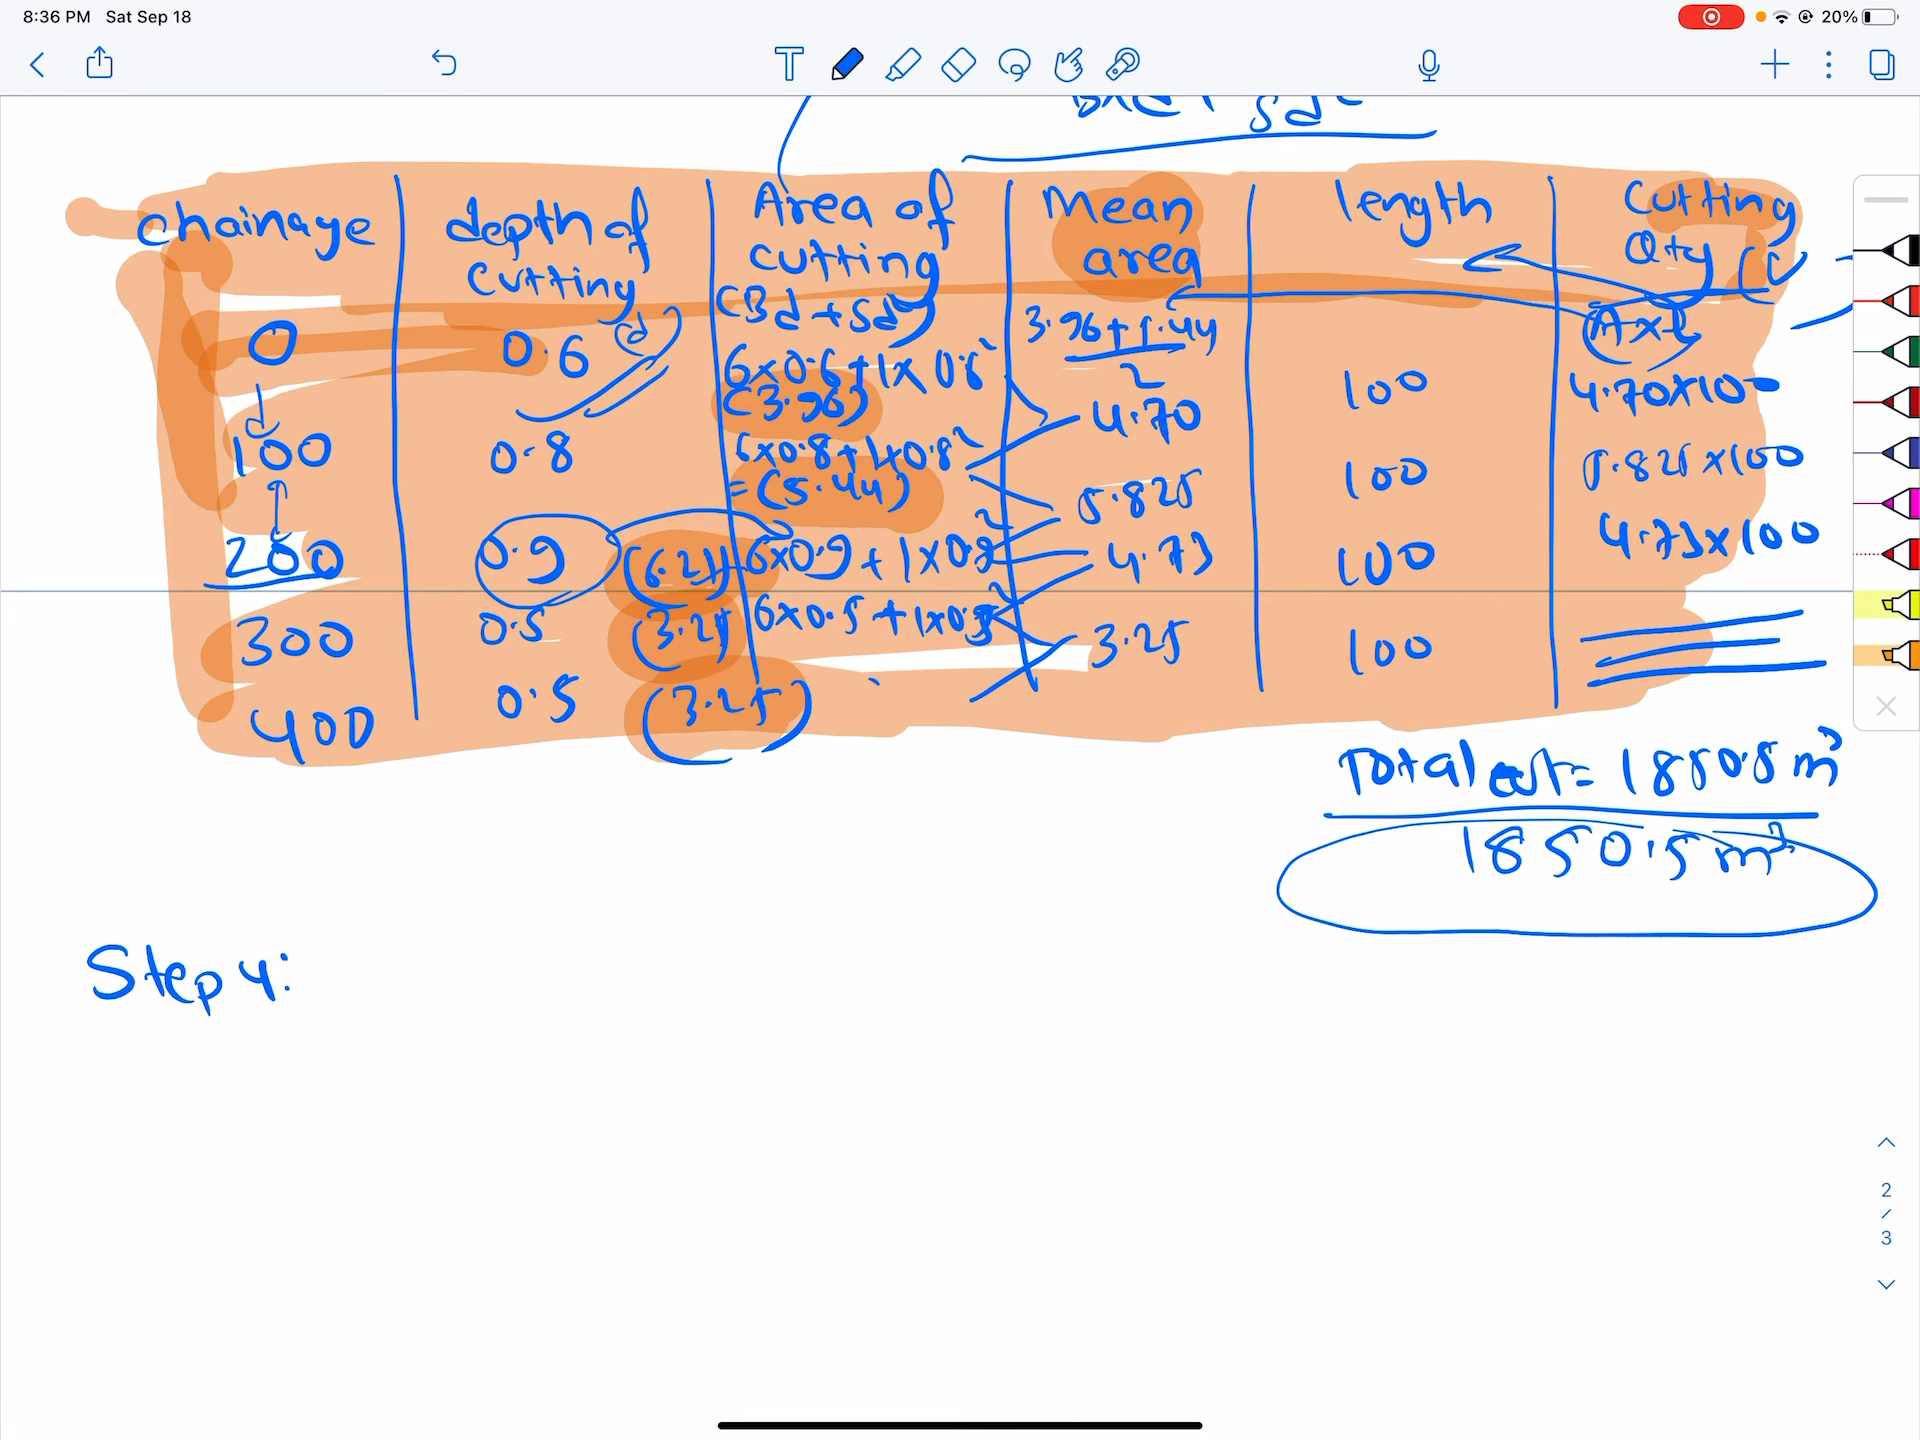 8:36 PM Sat Sep 18
20%
chainage
depth of cutting
(d)
Area of cutting
(Bd + Sd²)
Mean area
length
Cutting Qty
(A×L)
0
0.6
6×0.6 + 1×0.6²
(3.96)
3.96+5.44
2
4.70
100
4.70×100
100
0.8
6×0.8 + 1×0.8²
= (5.44)
5.825
100
5.825×100
200
0.9
(6.21)
6×0.9 + 1×0.9²
4.73
100
4.73×100
300
0.5
(3.25)
6×0.5 + 1×0.5²
3.25
100
400
0.5
(3.25)
Total = 1850.5 m³
1850.5 m³
Step 4:
2
/
3